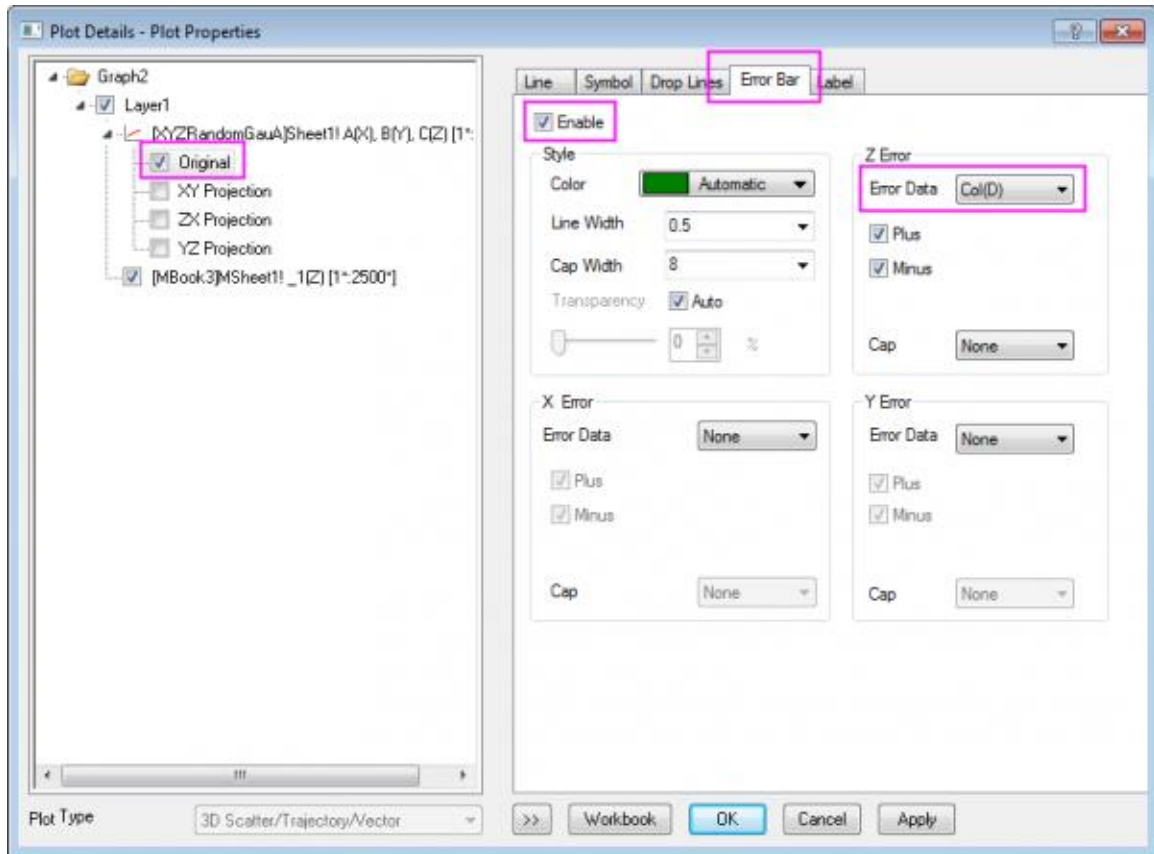 Plot Details - Plot Properties
Graph2
Layer1
[XYZRandomGauA]Sheet1! A(X), B(Y), C(Z) [1*:
Original
XY Projection
ZX Projection
YZ Projection
[MBook3]MSheet1! _1(Z) [1*:2500*]
Plot Type
3D Scatter/Trajectory/Vector
Line Symbol Drop Lines Error Bar Label
Enable
Style
Color Automatic
Line Width 0.5
Cap Width 8
Transparency Auto
0 %
Z Error
Error Data Col(D)
Plus
Minus
Cap None
X Error
Error Data None
Plus
Minus
Cap None
Y Error
Error Data None
Plus
Minus
Cap None
>> Workbook OK Cancel Apply